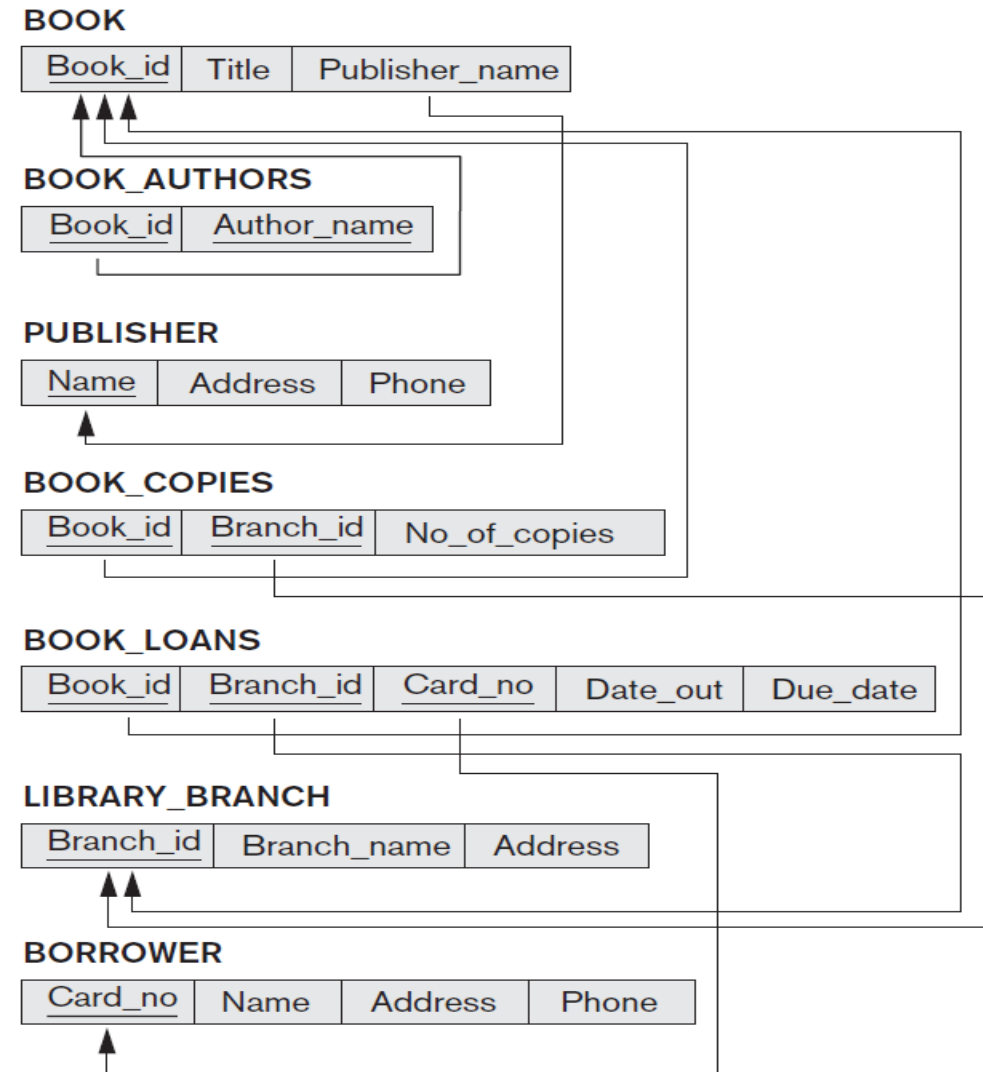 BOOK
Book_id Title Publisher_name
BOOK_AUTHORS
Book_id Author_name
PUBLISHER
Name Address Phone
BOOK_COPIES
Book_id Branch_id No_of_copies
BOOK_LOANS
Book_id Branch_id Card_no Date_out Due_date
LIBRARY_BRANCH
Branch_id Branch_name Address
BORROWER
Card_no Name Address Phone